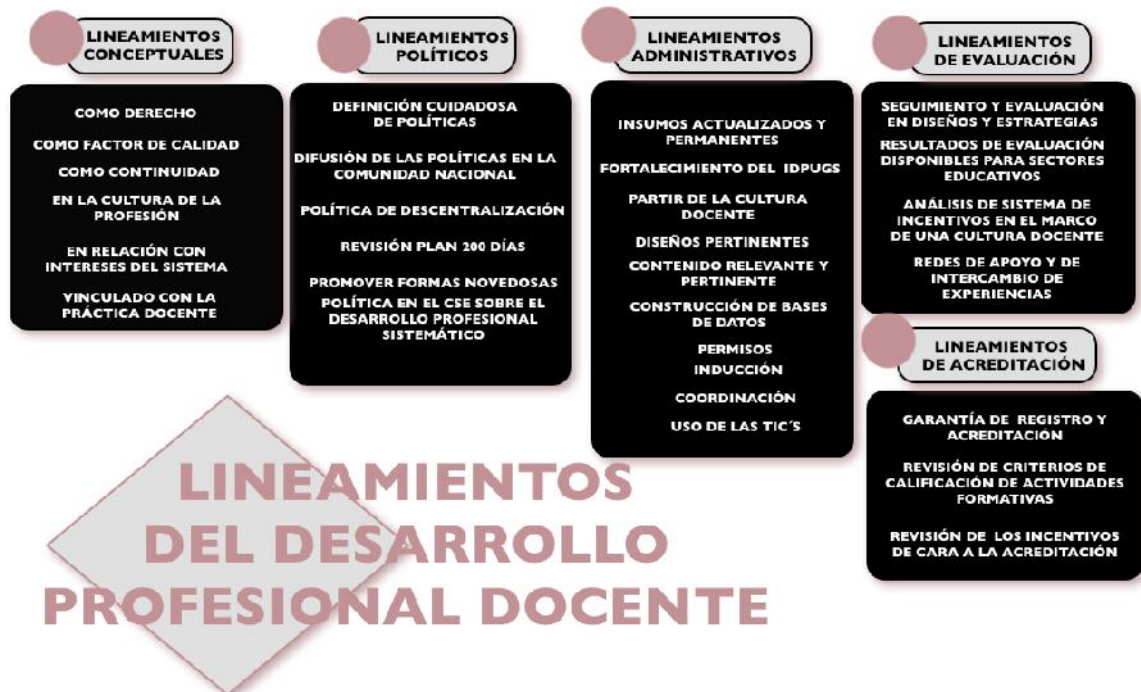 LINEAMIENTOS
CONCEPTUALES
COMO DERECHO
COMO FACTOR DE CALIDAD
COMO CONTINUIDAD
EN LA CULTURA DE LA
PROFESIÓN
EN RELACIÓN CON
INTERESES DEL SISTEMA
VINCULADO CON LA
PRÁCTICA DOCENTE
LINEAMIENTOS
POLÍTICOS
DEFINICIÓN CUIDADOSA
DE POLÍTICAS
DIFUSIÓN DE LAS POLÍTICAS EN LA
COMUNIDAD NACIONAL
POLÍTICA DE DESCENTRALIZACIÓN
REVISIÓN PLAN 200 DÍAS
PROMOVER FORMAS NOVEDOSAS
POLÍTICA EN EL CSE SOBRE EL
DESARROLLO PROFESIONAL
SISTEMÁTICO
LINEAMIENTOS
ADMINISTRATIVOS
INSUMOS ACTUALIZADOS Y
PERMANENTES
FORTALECIMIENTO DEL IDPUGS
PARTIR DE LA CULTURA
DOCENTE
DISEÑOS PERTINENTES
CONTENIDO RELEVANTE Y
PERTINENTE
CONSTRUCCIÓN DE BASES
DE DATOS
PERMISOS
INDUCCIÓN
COORDINACIÓN
USO DE LAS TIC´S
LINEAMIENTOS
DE EVALUACIÓN
SEGUIMIENTO Y EVALUACIÓN
EN DISEÑOS Y ESTRATEGIAS
RESULTADOS DE EVALUACIÓN
DISPONIBLES PARA SECTORES
EDUCATIVOS
ANÁLISIS DE SISTEMA DE
INCENTIVOS EN EL MARCO
DE UNA CULTURA DOCENTE
REDES DE APOYO Y DE
INTERCAMBIO DE
EXPERIENCIAS
LINEAMIENTOS
DE ACREDITACIÓN
GARANTÍA DE REGISTRO Y
ACREDITACIÓN
REVISIÓN DE CRITERIOS DE
CALIFICACIÓN DE ACTIVIDADES
FORMATIVAS
REVISIÓN DE LOS INCENTIVOS
DE CARA A LA ACREDITACIÓN
LINEAMIENTOS
DEL DESARROLLO
PROFESIONAL DOCENTE